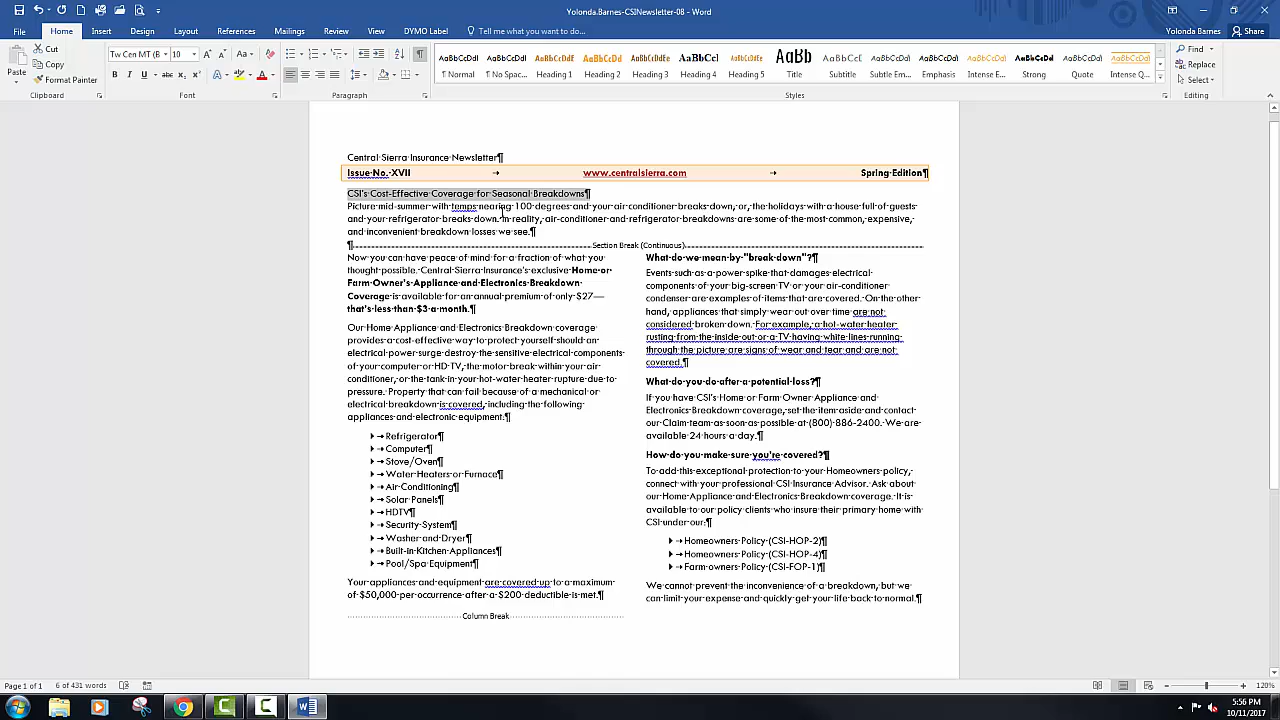 Yolonda.Barnes-CSINewsletter-08 - Word
File Home Insert Design Layout References Mailings Review View DYMO Label Tell me what you want to do... Yolonda Barnes Share
Paste Cut Copy Format Painter
Tw Cen MT (B 10
AaBbCcDdI AaBbCcDdI AaBbCcDc AaBbCcDd AaBbCcDc AaBbCcI AaBbCcDc AaBb AaBbCcC AaBbCcDd AaBbCcDdI AaBbCcDd AaBbCcDd AaBbCcDd AaBbCcDd
¶ Normal ¶ No Spac... Heading 1 Heading 2 Heading 3 Heading 4 Heading 5 Title Subtitle Subtle Em... Emphasis Intense E... Strong Quote Intense Q...
Find Replace Select
Clipboard Font Paragraph Styles Editing
Central Sierra Insurance Newsletter¶
Issue No. XVII → www.centralsierra.com → Spring Edition¶
CSI's Cost-Effective Coverage for Seasonal Breakdowns¶
Picture mid-summer with temps nearing 100 degrees and your air-conditioner breaks down, or, the holidays with a house full of guests
and your refrigerator breaks down. In reality, air-conditioner and refrigerator breakdowns are some of the most common, expensive,
and inconvenient breakdown losses we see.¶
¶ Section Break (Continuous)
Now you can have peace of mind for a fraction of what you
thought possible. Central Sierra Insurance's exclusive Home or
Farm Owner's Appliance and Electronics Breakdown
Coverage is available for an annual premium of only $27—
that's less than $3 a month.¶
Our Home Appliance and Electronics Breakdown coverage
provides a cost-effective way to protect yourself should an
electrical power surge destroy the sensitive electrical components
of your computer or HD TV, the motor break within your air-
conditioner, or the tank in your hot-water heater rupture due to
pressure. Property that can fail because of a mechanical or
electrical breakdown is covered, including the following
appliances and electronic equipment.¶
→Refrigerator¶
→Computer¶
→Stove/Oven¶
→Water Heaters or Furnace¶
→Air-Conditioning¶
→Solar Panels¶
→HDTV¶
→Security System¶
→Washer and Dryer¶
→Built-in Kitchen Appliances¶
→Pool/Spa Equipment¶
Your appliances and equipment are covered up to a maximum
of $50,000 per occurrence after a $200 deductible is met.¶
Column Break
What do we mean by "break down"?¶
Events such as a power spike that damages electrical
components of your big-screen TV or your air-conditioner
condenser are examples of items that are covered. On the other
hand, appliances that simply wear out over time are not
considered broken down. For example, a hot-water heater
rusting from the inside out or a TV having white lines running
through the picture are signs of wear and tear and are not
covered.¶
What do you do after a potential loss?¶
If you have CSI's Home or Farm Owner Appliance and
Electronics Breakdown coverage, set the item aside and contact
our Claim team as soon as possible at (800) 886-2400. We are
available 24 hours a day.¶
How do you make sure you're covered?¶
To add this exceptional protection to your Homeowners policy,
connect with your professional CSI Insurance Advisor. Ask about
our Home Appliance and Electronics Breakdown coverage. It is
available to our policy clients who insure their primary home with
CSI under our:¶
→Homeowners Policy (CSI-HOP-2)¶
→Homeowners Policy (CSI-HOP-4)¶
→Farm-owners Policy (CSI-FOP-1)¶
We cannot prevent the inconvenience of a breakdown, but we
can limit your expense and quickly get your life back to normal.¶
Page 1 of 1 6 of 431 words 120%
5:56 PM
10/11/2017